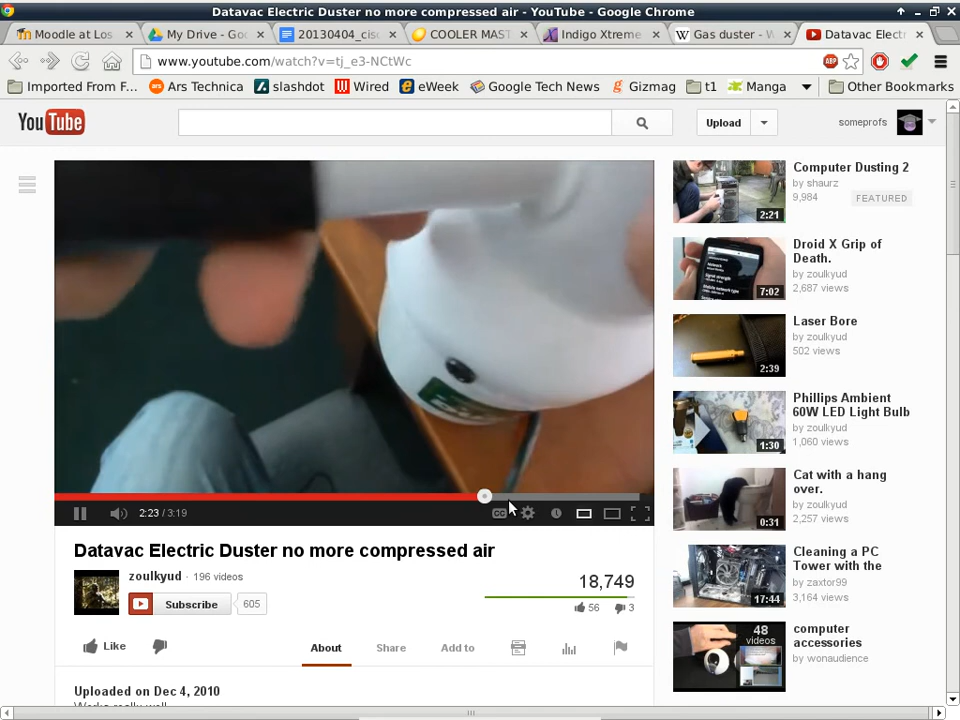 Datavac Electric Duster no more compressed air - YouTube - Google Chrome
Moodle at Los
My Drive - Goo
20130404_cis
COOLER MAST
Indigo Xtreme
Gas duster - W
Datavac Elect
www.youtube.com/watch?v=tj_e3-NCtWc
ABP
Imported From F...
Ars Technica
slashdot
Wired
eWeek
Google Tech News
Gizmag
t1
Manga
Other Bookmarks
YouTube
Upload
someprofs
2:23 / 3:19
CC
Datavac Electric Duster no more compressed air
zoulkyud · 196 videos
Subscribe
605
18,749
56
3
Like
About
Share
Add to
Uploaded on Dec 4, 2010
Works really well
2:21
Computer Dusting 2
by shaurz
9,984
FEATURED
7:02
Droid X Grip of
Death.
by zoulkyud
2,687 views
2:39
Laser Bore
by zoulkyud
502 views
1:30
Phillips Ambient
60W LED Light Bulb
by zoulkyud
1,060 views
0:31
Cat with a hang
over.
by zoulkyud
2,257 views
17:44
Cleaning a PC
Tower with the
by zaxtor99
3,164 views
48
videos
computer
accessories
by wonaudience